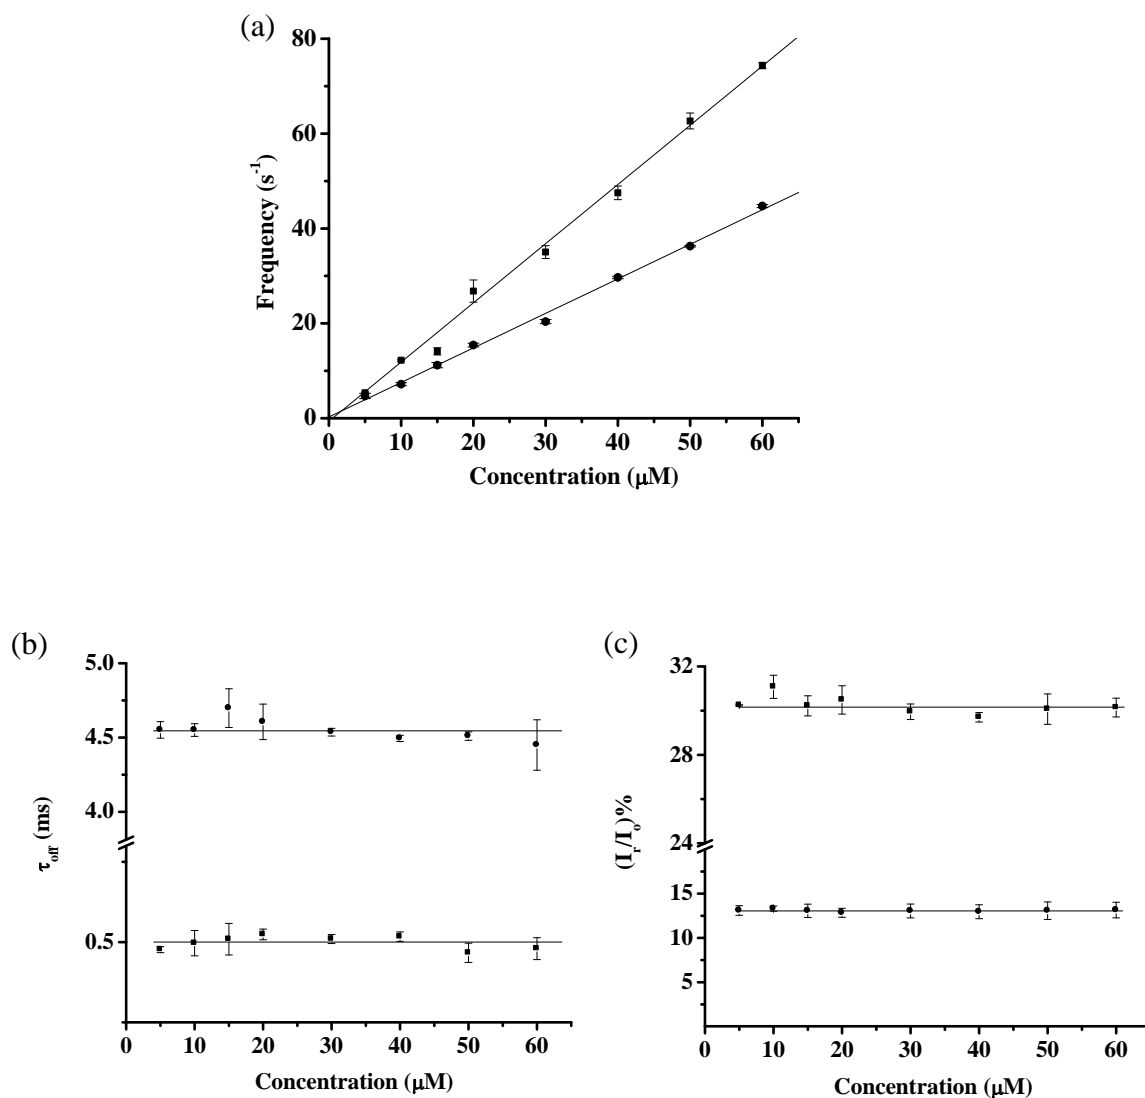 (a)
80
60
40
20
0
Frequency (s⁻¹)
0 10 20 30 40 50 60
Concentration (μM)
(b)
5.0
4.5
4.0
0.5
τoff (ms)
0 10 20 30 40 50 60
Concentration (μM)
(c)
32
28
24
15
10
5
(Ir/Io)%
0 10 20 30 40 50 60
Concentration (μM)